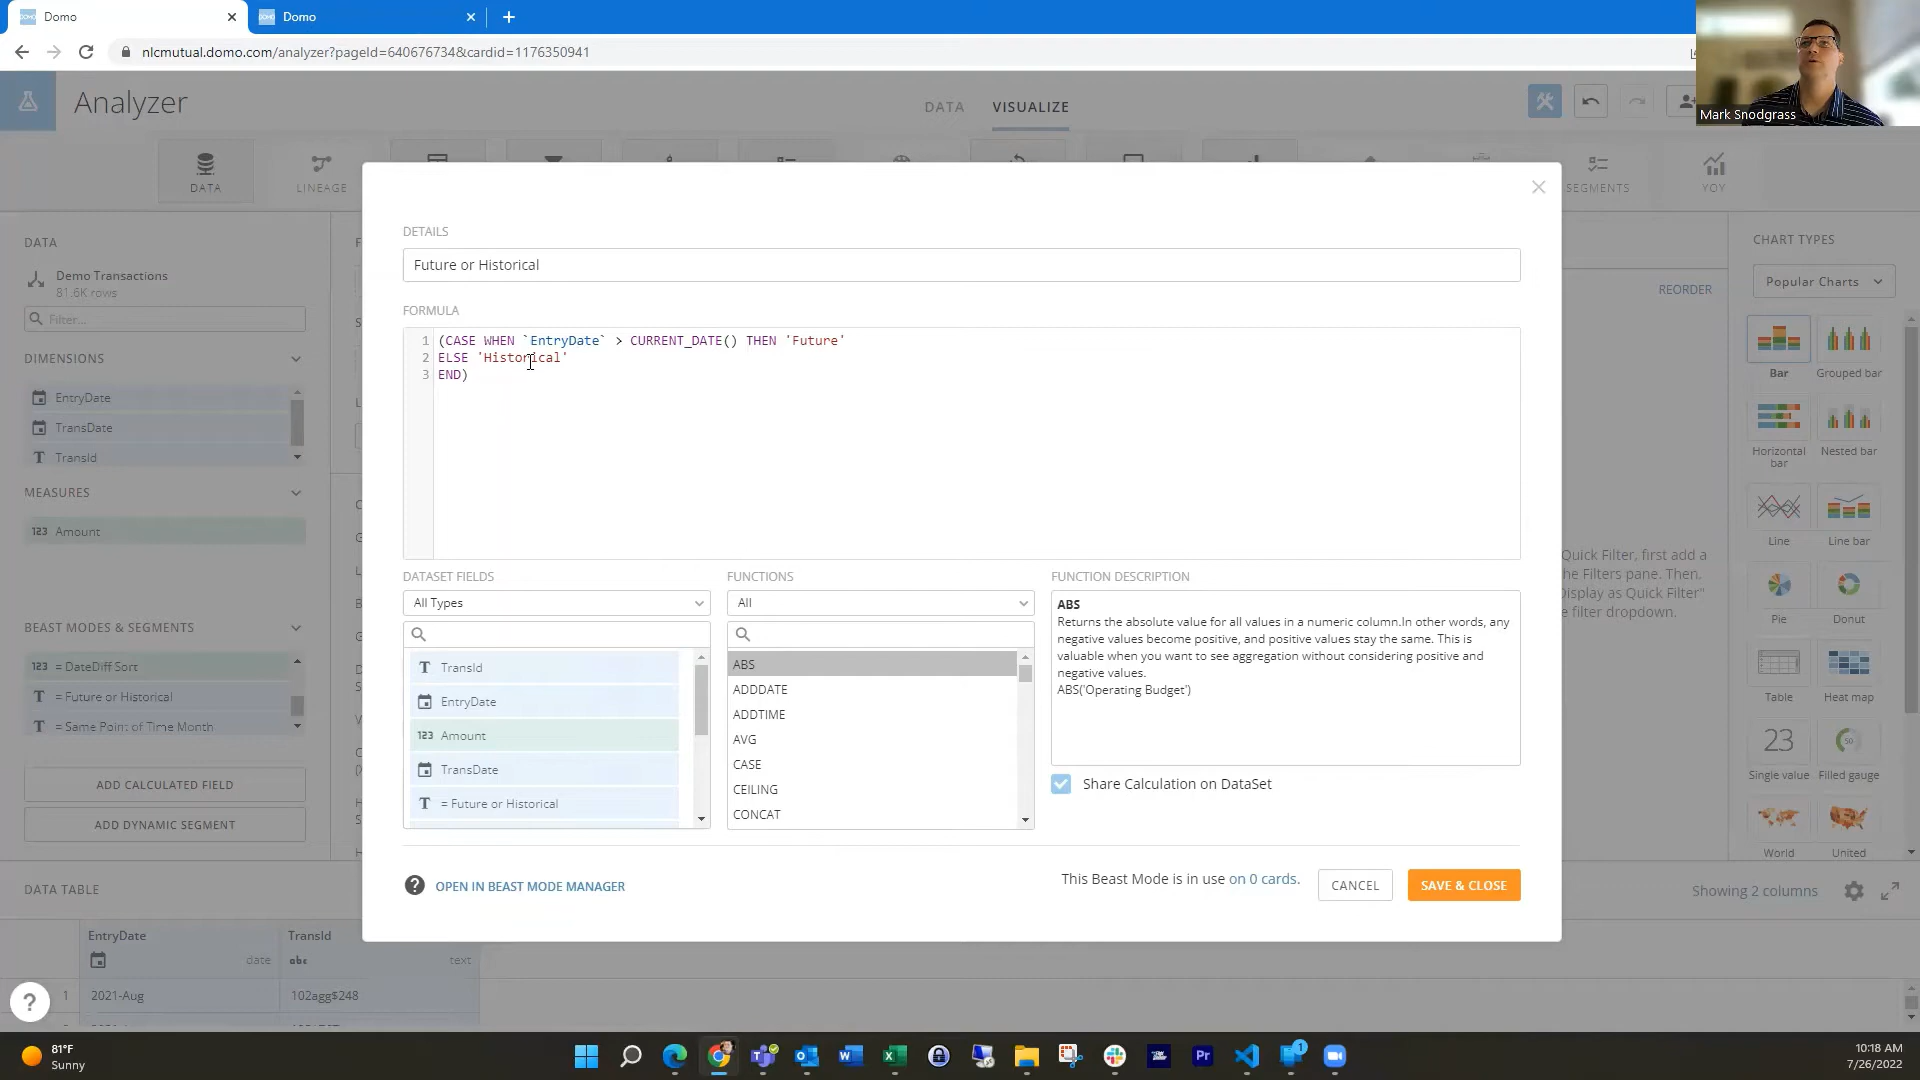 Domo
Domo
nlcmutual.domo.com/analyzer?pageId=640676734&cardid=1176350941
Mark Snodgrass
Analyzer
DATA
VISUALIZE
DATA
LINEAGE
SEGMENTS
YOY
DATA
Demo Transactions
81.6K rows
Filter...
DIMENSIONS
EntryDate
TransDate
T TransId
MEASURES
123 Amount
BEAST MODES & SEGMENTS
123 = DateDiff Sort
T = Future or Historical
T = Same Point of Time Month
ADD CALCULATED FIELD
ADD DYNAMIC SEGMENT
DETAILS
Future or Historical
FORMULA
1 (CASE WHEN `EntryDate` > CURRENT_DATE() THEN 'Future'
2 ELSE 'Historical'
3 END)
DATASET FIELDS
All Types
T TransId
EntryDate
123 Amount
TransDate
T = Future or Historical
FUNCTIONS
All
ABS
ADDDATE
ADDTIME
AVG
CASE
CEILING
CONCAT
FUNCTION DESCRIPTION
ABS
Returns the absolute value for all values in a numeric column.In other words, any
negative values become positive, and positive values stay the same. This is
valuable when you want to see aggregation without considering positive and
negative values.
ABS('Operating Budget')
Share Calculation on DataSet
? OPEN IN BEAST MODE MANAGER
This Beast Mode is in use on 0 cards.
CANCEL
SAVE & CLOSE
REORDER
Quick Filter, first add a
he Filters pane. Then.
Display as Quick Filter"
e filter dropdown.
CHART TYPES
Popular Charts
Bar
Grouped bar
Horizontal
bar
Nested bar
Line
Line bar
Pie
Donut
Table
Heat map
23
50
Single value
Filled gauge
World
United
DATA TABLE
Showing 2 columns
EntryDate
date
TransId
abc
text
1
2021-Aug
102agg$248
?
81°F
Sunny
Pr
1
10:18 AM
7/26/2022